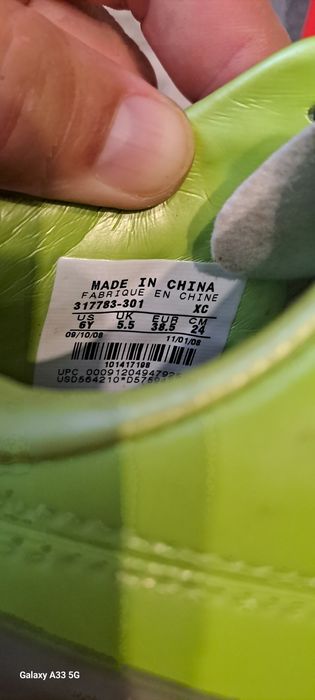 MADE IN CHINA
FABRIQUE EN CHINE
317783-301 XC
US UK EUR CM
6Y 5.5 38.5 24
09/10/08 11/01/08
101417198
UPC
Galaxy A33 5G